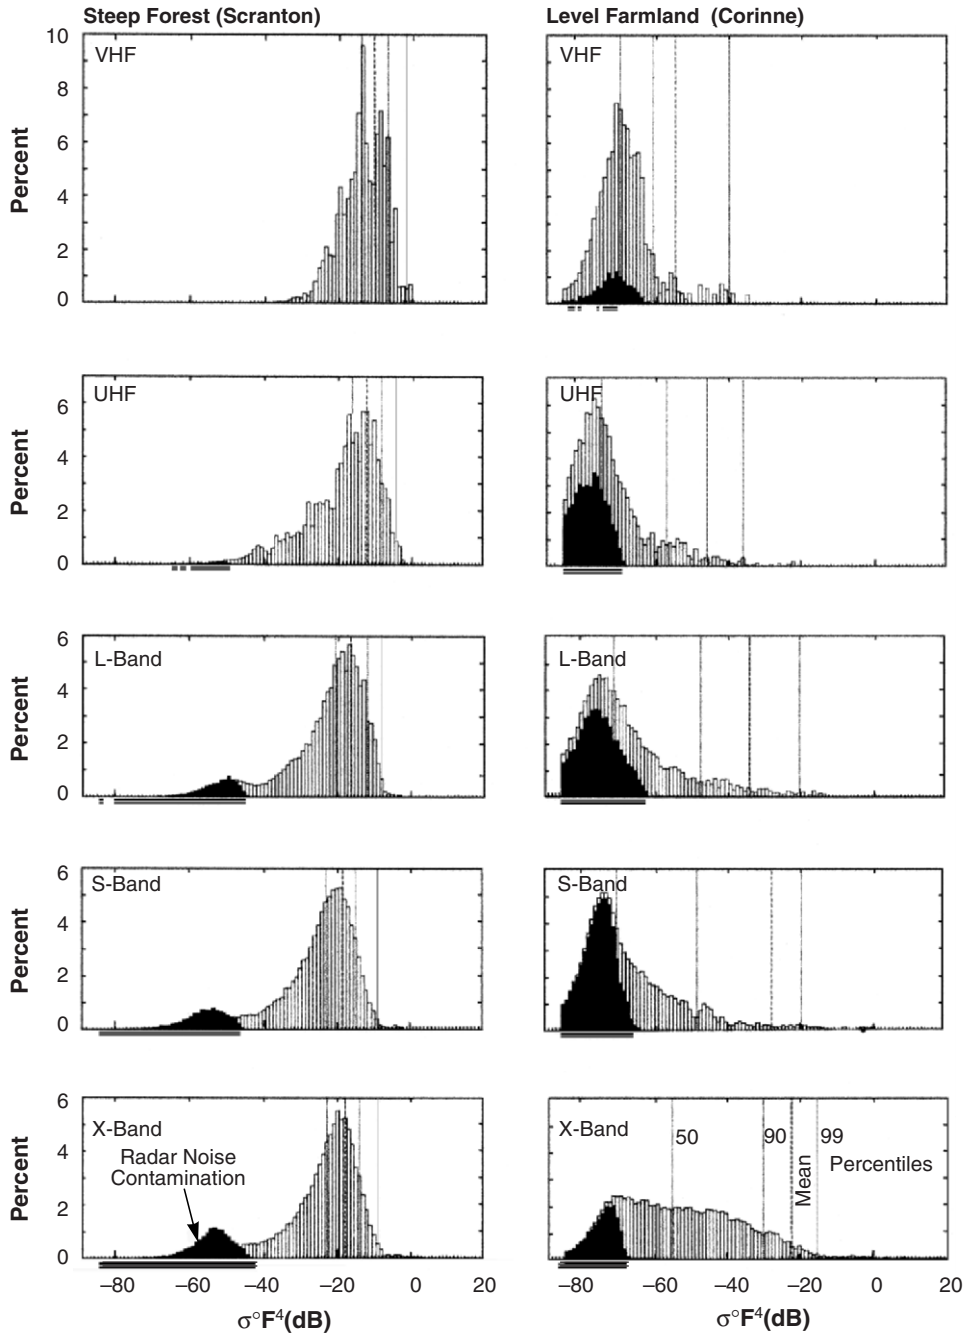 Steep Forest (Scranton)
Level Farmland (Corinne)
10
8
6
4
2
0
Percent
VHF
VHF
6
4
2
0
Percent
UHF
UHF
6
4
2
0
Percent
L-Band
L-Band
6
4
2
0
Percent
S-Band
S-Band
6
4
2
0
Percent
X-Band
Radar Noise
Contamination
X-Band
50
90
Mean
99
Percentiles
–80 –60 –40 –20 0 20
–80 –60 –40 –20 0 20
σ°F⁴(dB)
σ°F⁴(dB)